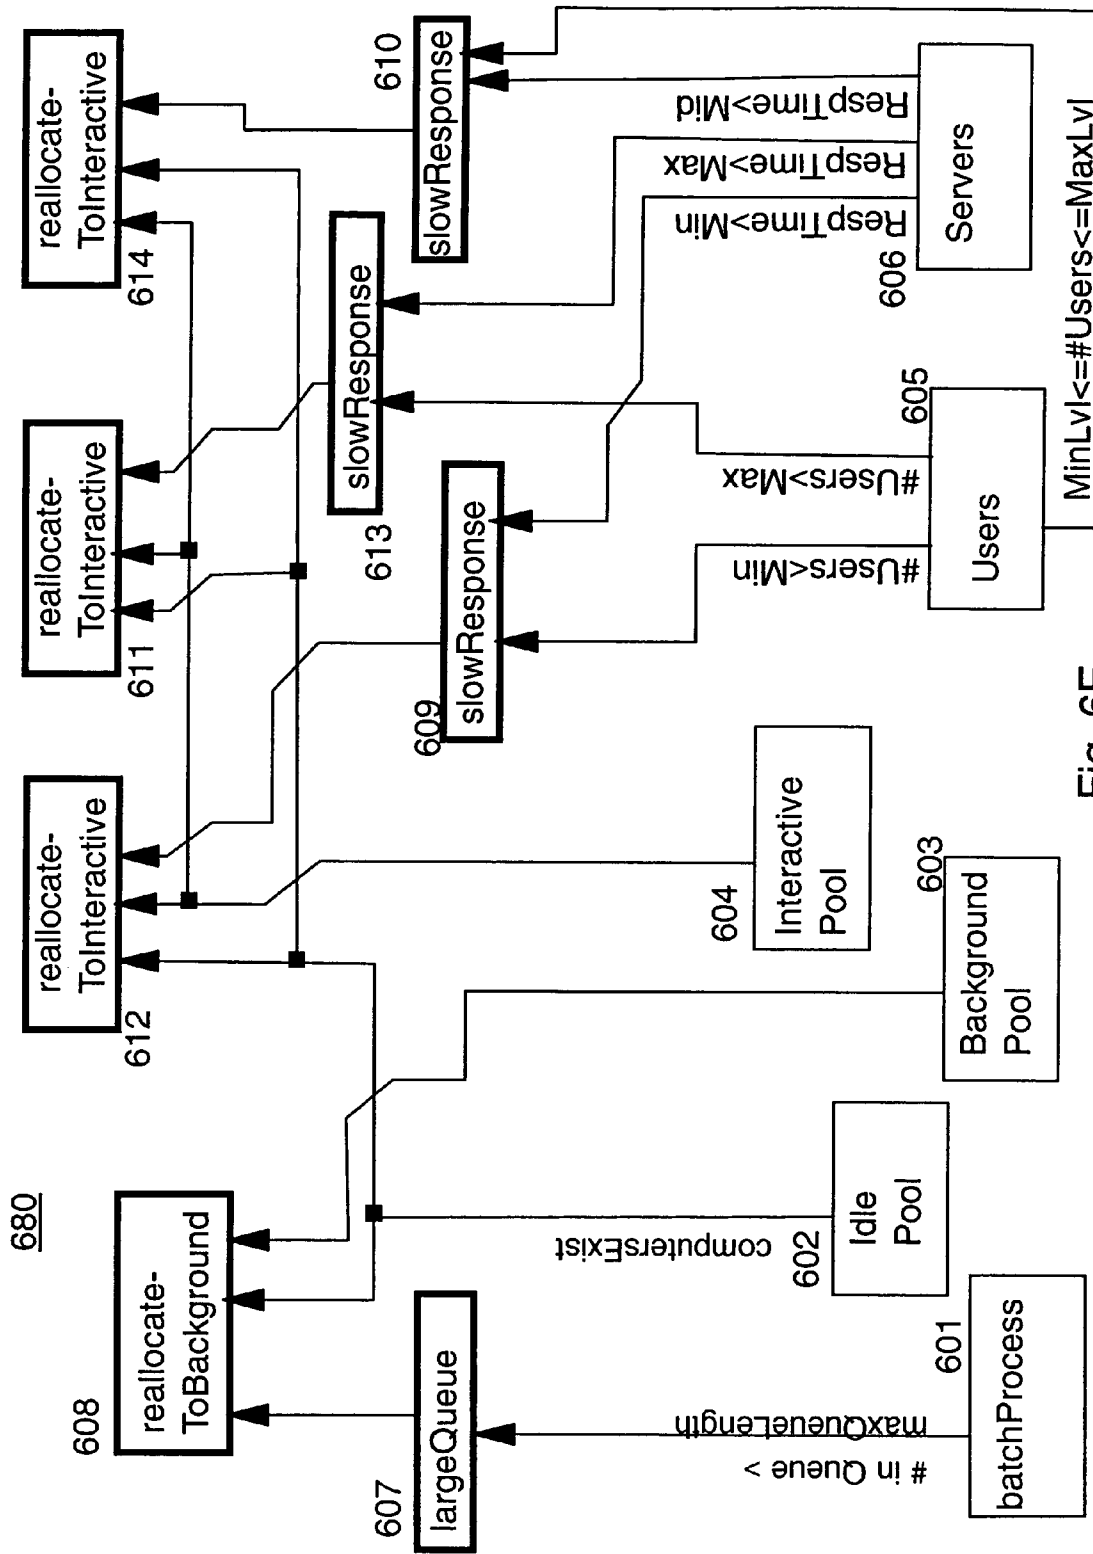 680
608
reallocate-
ToBackground
612
reallocate-
ToInteractive
611
reallocate-
ToInteractive
614
reallocate-
ToInteractive
607
largeQueue
609
slowResponse
613
slowResponse
610
slowResponse
# in Queue >
maxQueueLength
computersExist
#Users<Min
#Users>Max
RespTime>Min
RespTime>Max
RespTime>Mid
601
batchProcess
602
Idle
Pool
603
Background
Pool
604
Interactive
Pool
605
Users
606
Servers
MinLvl<=#Users<=MaxLvl
Fig.